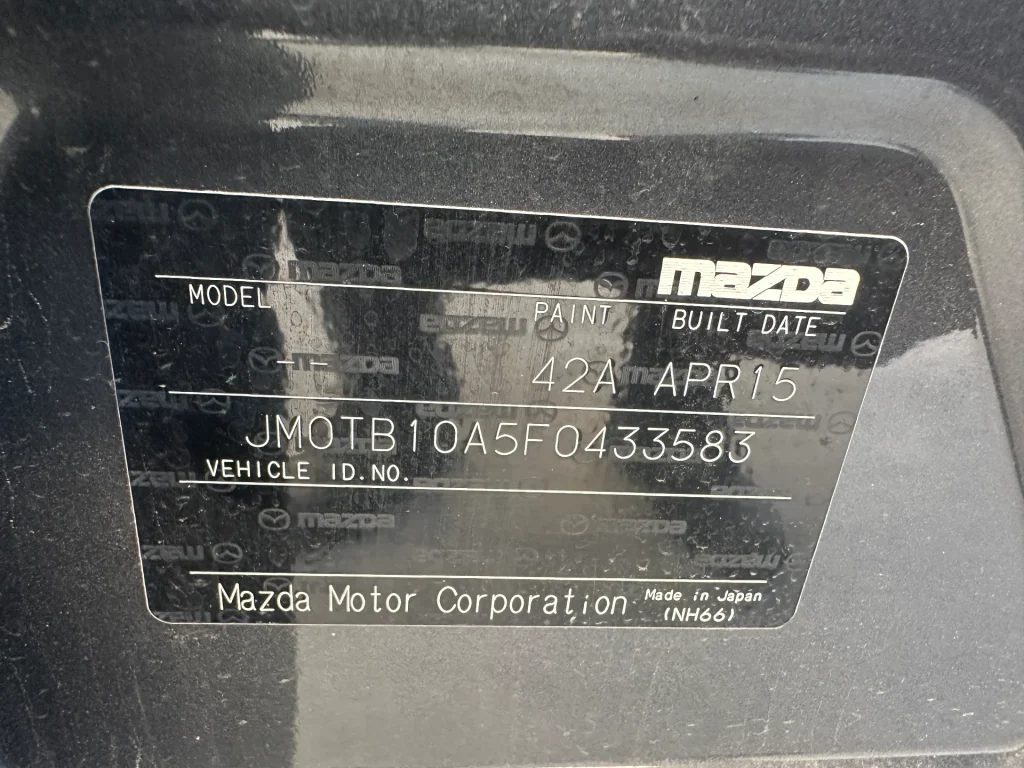 mazda
MODEL PAINT BUILT DATE
-- 42A APR15
JM0TB10A5F0433583
VEHICLE ID.NO.
Mazda Motor Corporation Made in Japan
(NH66)